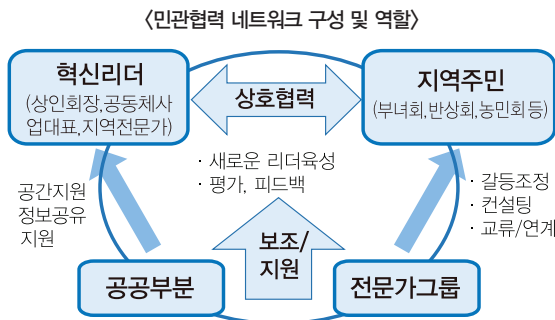 〈민관협력 네트워크 구성 및 역할〉
혁신리더
(상인회장,공동체사
업대표,지역전문가)
상호협력
지역주민
(부녀회,반상회,농민회 등)
· 새로운 리더육성
· 평가, 피드백
공간지원
정보공유
지원
· 갈등조정
· 컨설팅
· 교류/연계
보조/
지원
공공부분
전문가그룹